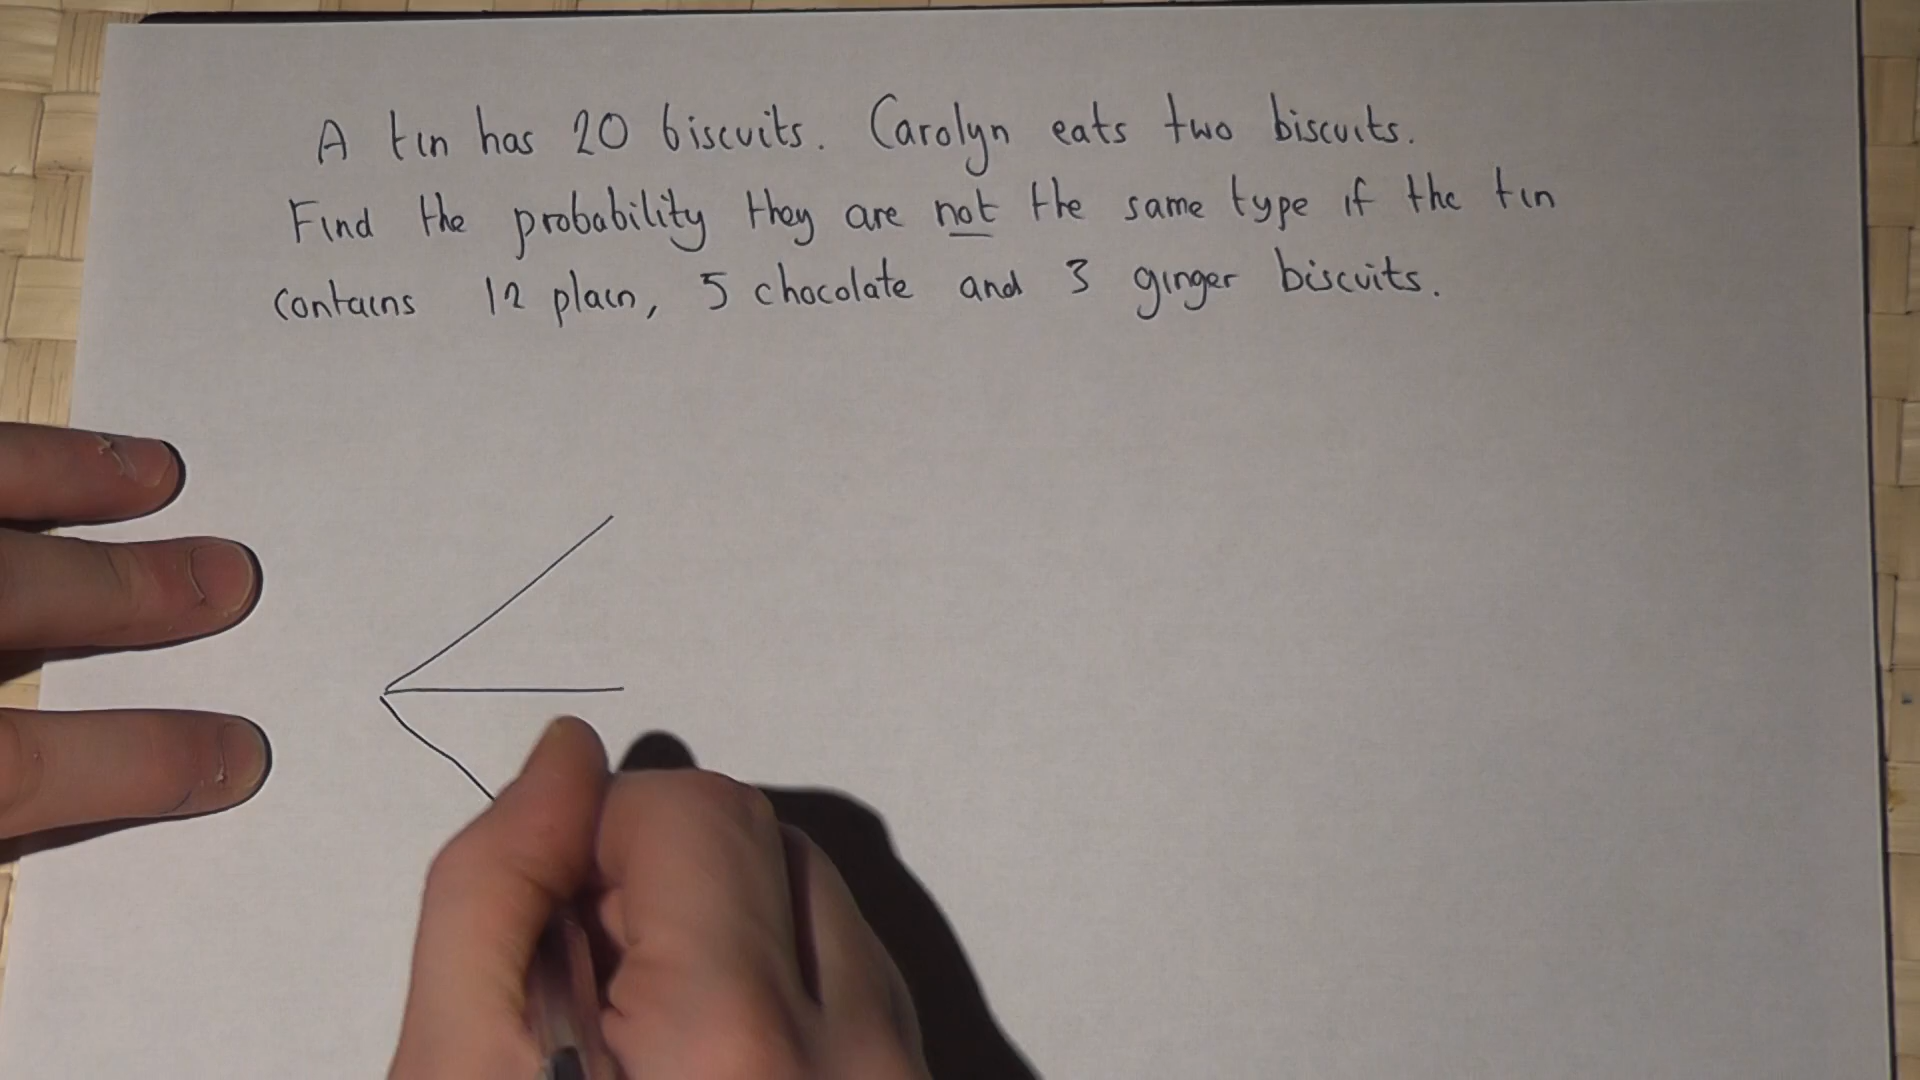 A tin has 20 biscuits. Carolyn eats two biscuits.
Find the probability they are not the same type if the tin
contains 12 plain, 5 chocolate and 3 ginger biscuits.